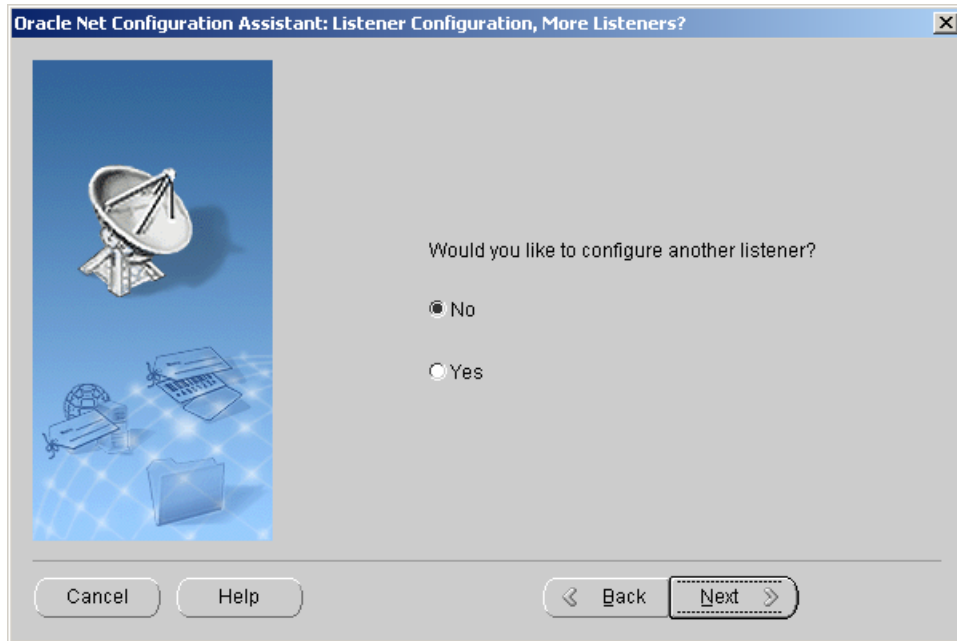 Oracle Net Configuration Assistant: Listener Configuration, More Listeners?
Would you like to configure another listener?
No
Yes
Cancel
Help
Back
Next